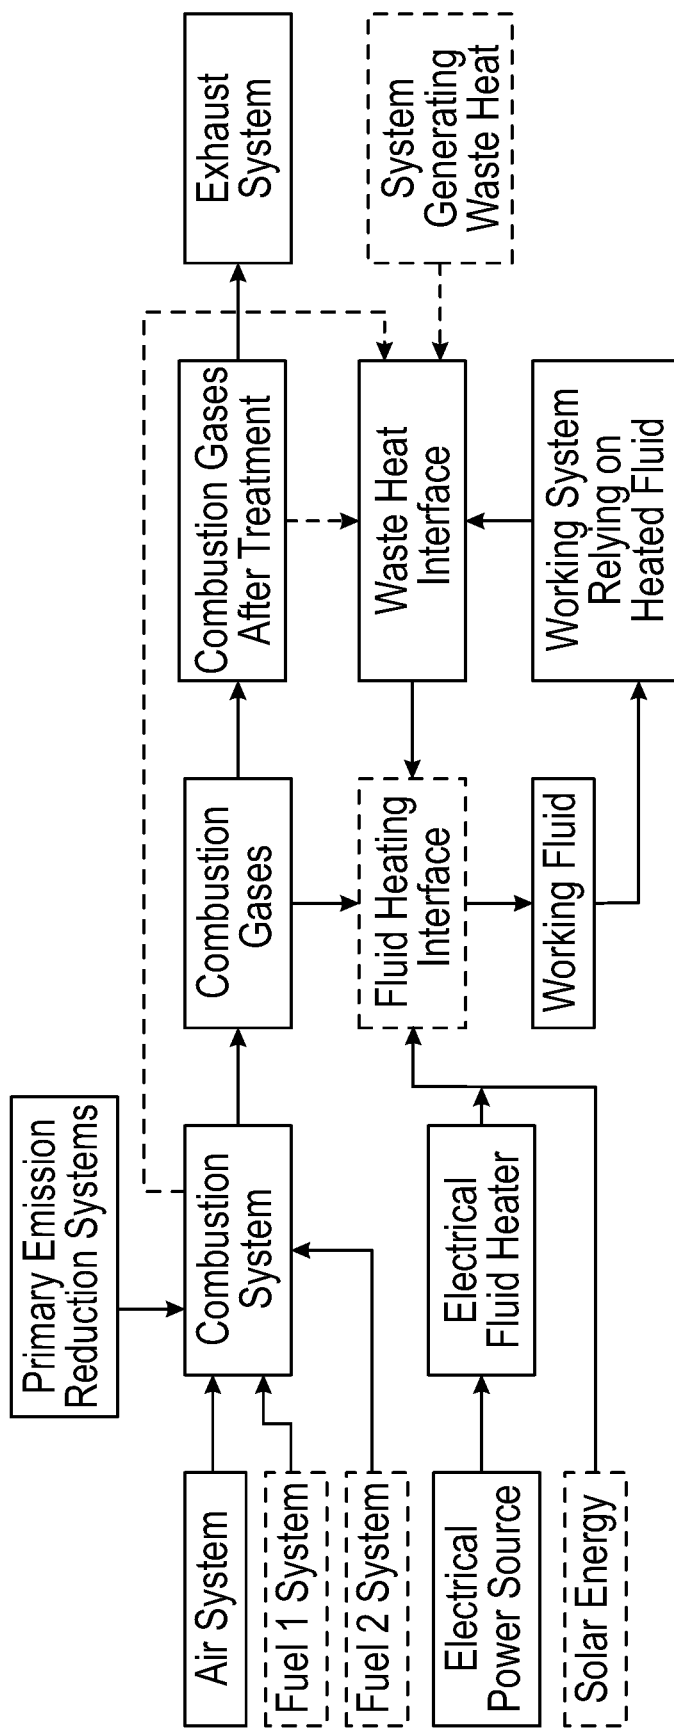 Primary Emission
Reduction Systems
Air System
Fuel 1 System
Fuel 2 System
Electrical
Power Source
Solar Energy
Combustion
System
Electrical
Fluid Heater
Combustion
Gases
Fluid Heating
Interface
Working Fluid
Combustion Gases
After Treatment
Waste Heat
Interface
Working System
Relying on
Heated Fluid
Exhaust
System
System
Generating
Waste Heat